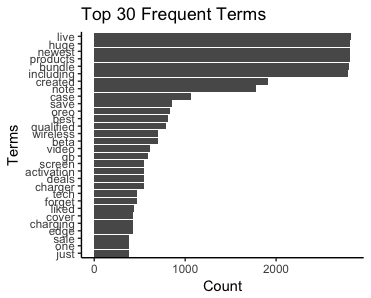 Top 30 Frequent Terms
live
huge
newest
products
bundle
including
created
note
case
save
oreo
best
qualified
wireless
beta
video
gb
screen
activation
deals
charger
tech
forget
liked
cover
charging
edge
sale
one
just
Terms
0 1000 2000
Count